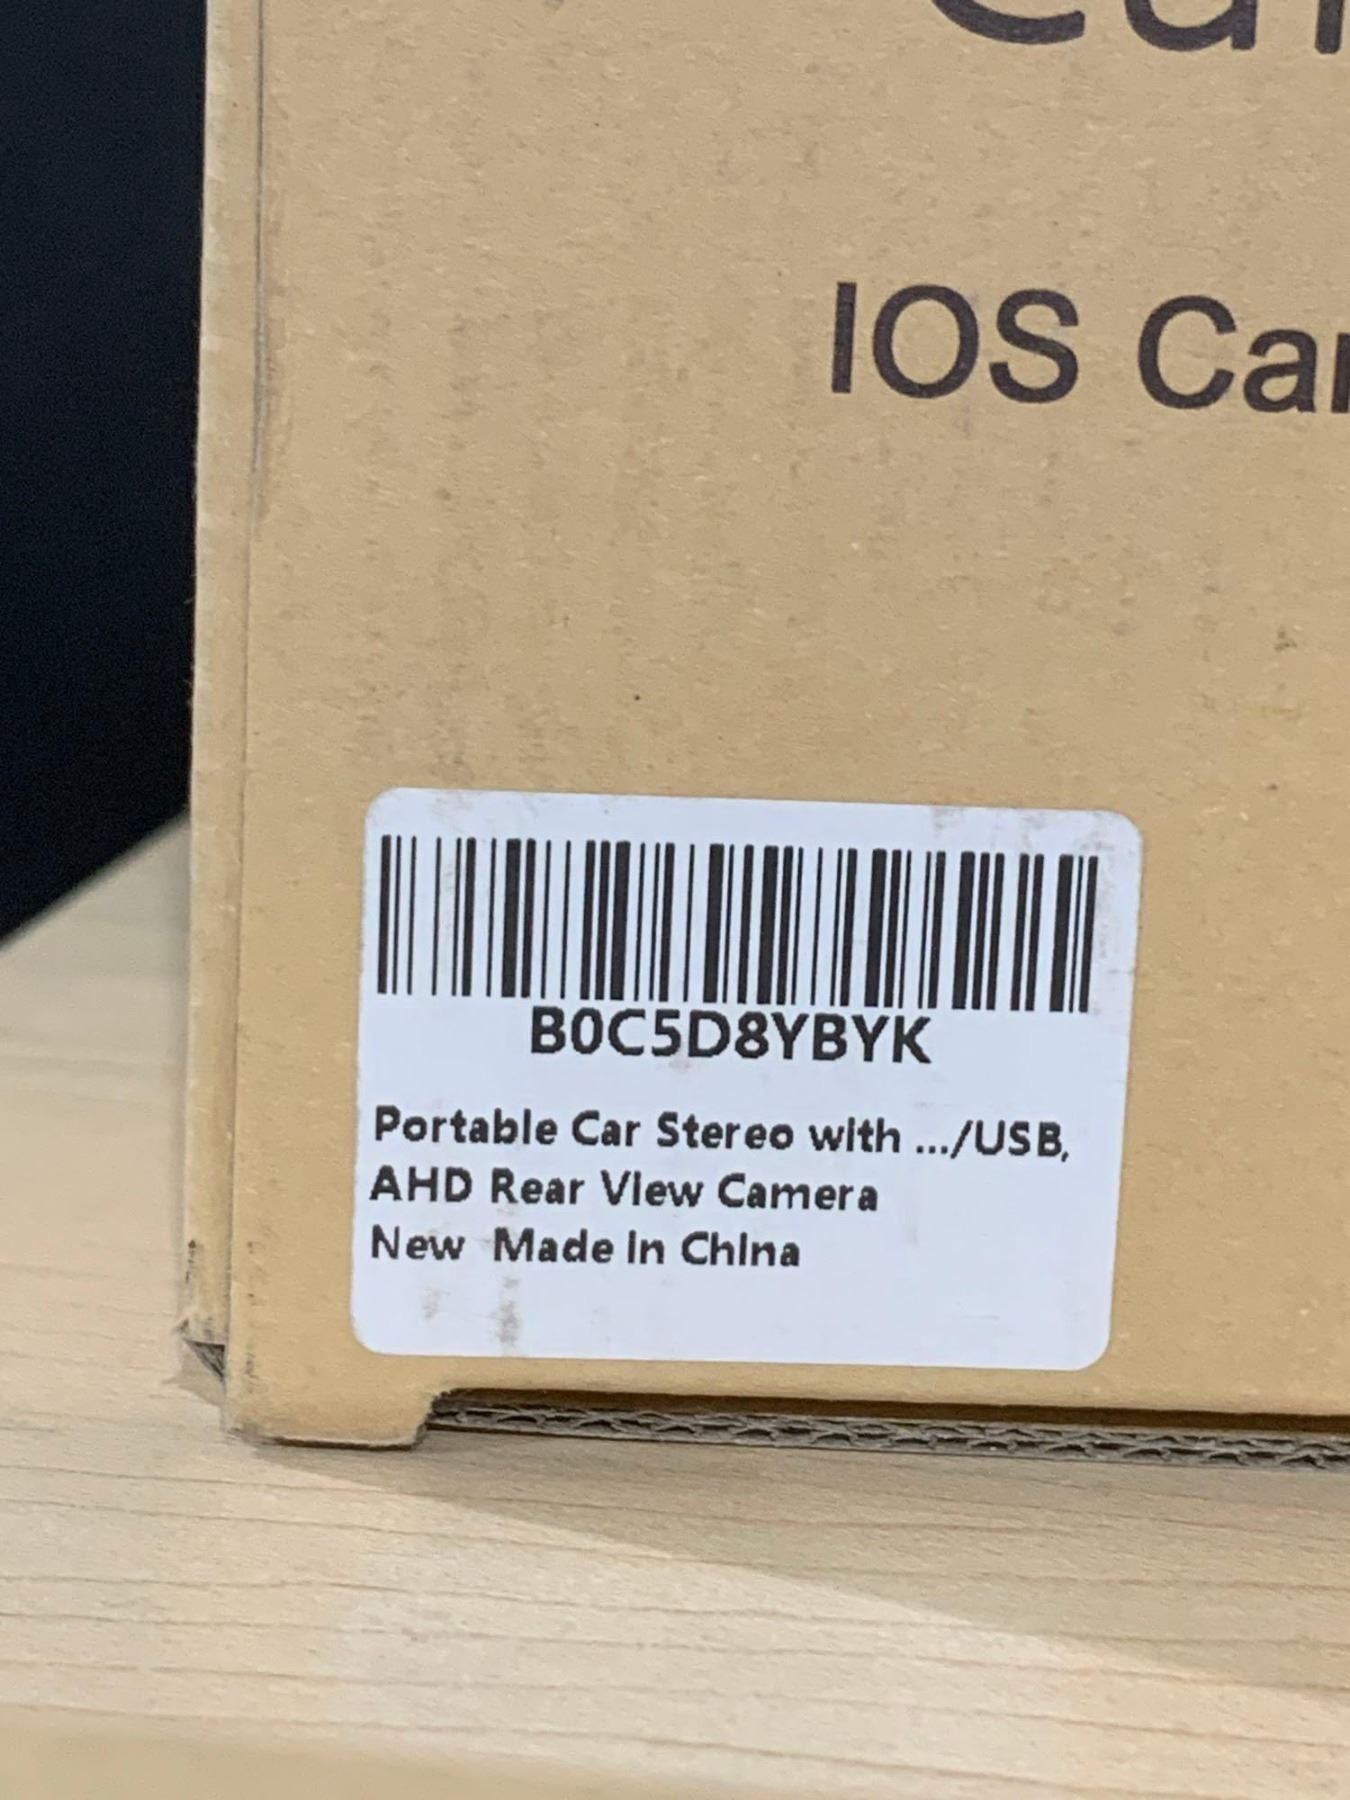 IOS Car
B0C5D8YBYK
Portable Car Stereo with .../USB,
AHD Rear View Camera
New Made in China